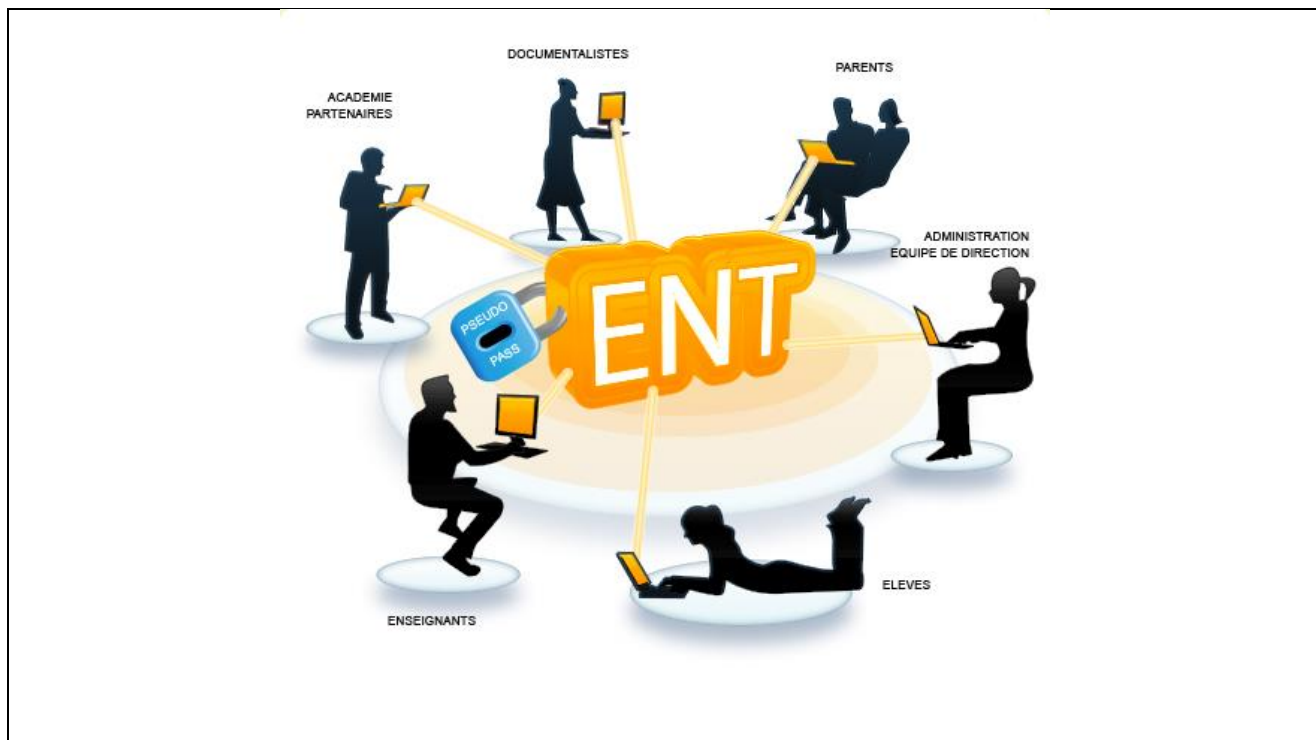 DOCUMENTALISTES
PARENTS
ACADEMIE
PARTENAIRES
ADMINISTRATION
EQUIPE DE DIRECTION
PSEUDO
PASS
ENT
ELEVES
ENSEIGNANTS